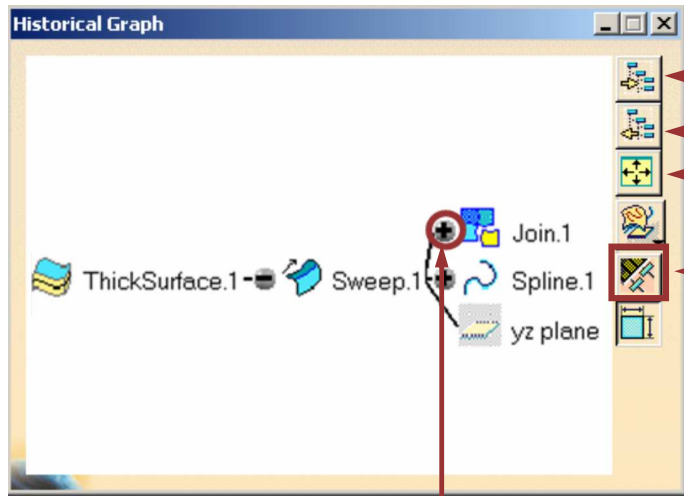 Historical Graph
Join.1
ThickSurface.1
Sweep.1
Spline.1
yz plane